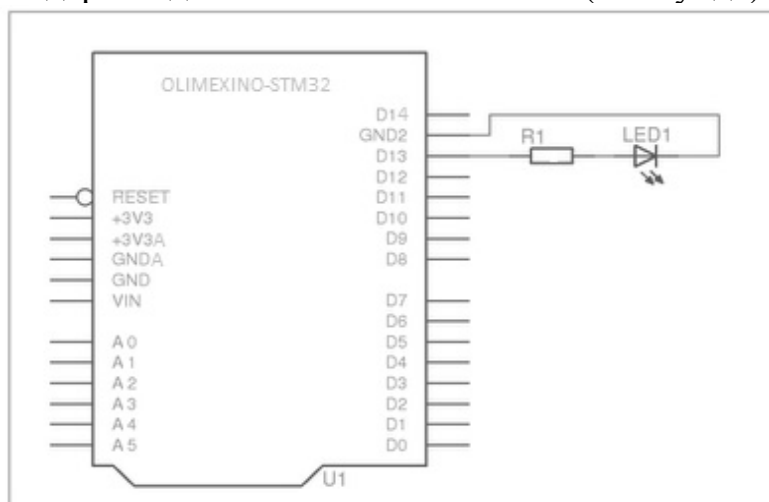 OLIMEXINO-STM32
D14
GND2
D13
D12
D11
D10
D9
D8
D7
D6
D5
D4
D3
D2
D1
D0
RESET
+3V3
+3V3A
GNDA
GND
VIN
A0
A1
A2
A3
A4
A5
R1
LED1
U1